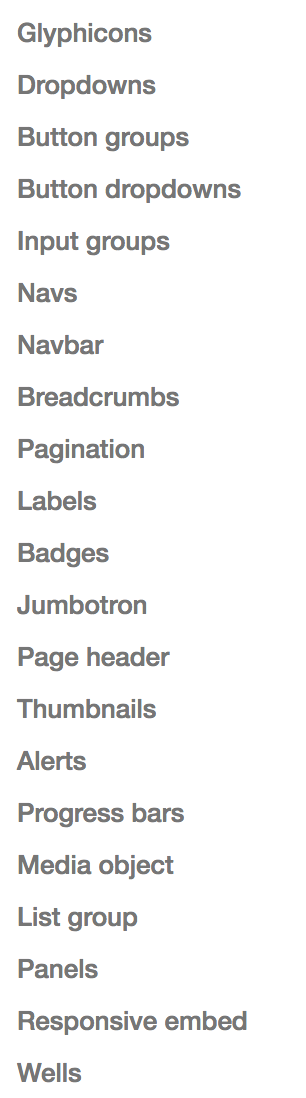 Glyphicons
Dropdowns
Button groups
Button dropdowns
Input groups
Navs
Navbar
Breadcrumbs
Pagination
Labels
Badges
Jumbotron
Page header
Thumbnails
Alerts
Progress bars
Media object
List group
Panels
Responsive embed
Wells